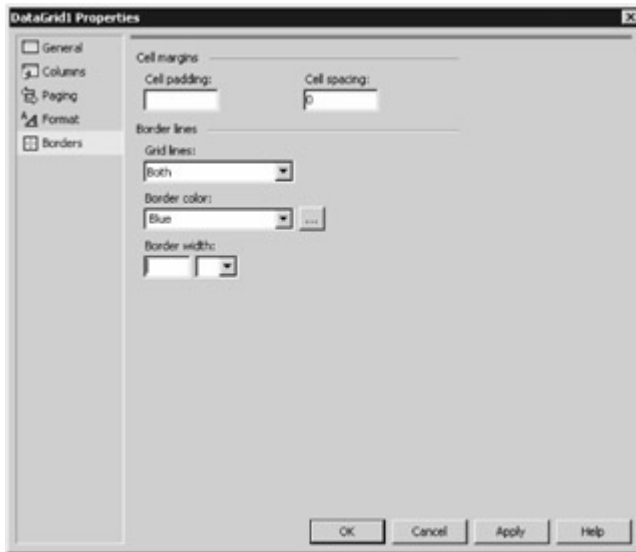 DataGrid1 Properties
General
Columns
Paging
Format
Borders
Cell margins
Cell padding:
Cell spacing:
0
Border lines
Grid lines:
Both
Border color:
Blue
...
Border width:
OK
Cancel
Apply
Help